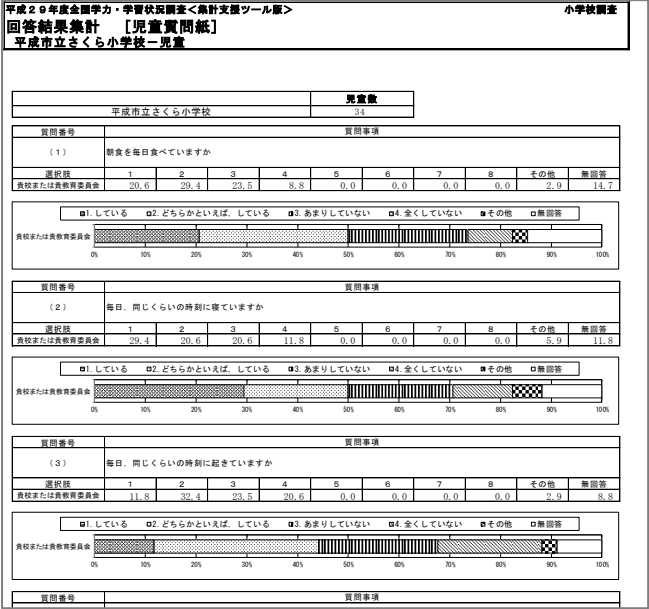 平成２９年度全国学力・学習状況調査＜集計支援ツール版＞ 小学校調査
回答結果集計 ［児童質問紙］
平成市立さくら小学校－児童
児童数
平成市立さくら小学校 34
質問番号 質問事項
（１） 朝食を毎日食べていますか
選択肢 1 2 3 4 5 6 7 8 その他 無回答
貴校または貴教育委員会 20.6 29.4 23.5 8.8 0.0 0.0 0.0 0.0 2.9 14.7
1. している 2. どちらかといえば，している 3. あまりしていない 4. 全くしていない その他 無回答
貴校または貴教育委員会
0% 10% 20% 30% 40% 50% 60% 70% 80% 90% 100%
質問番号 質問事項
（２） 毎日，同じくらいの時刻に寝ていますか
選択肢 1 2 3 4 5 6 7 8 その他 無回答
貴校または貴教育委員会 29.4 20.6 20.6 11.8 0.0 0.0 0.0 0.0 5.9 11.8
1. している 2. どちらかといえば，している 3. あまりしていない 4. 全くしていない その他 無回答
貴校または貴教育委員会
0% 10% 20% 30% 40% 50% 60% 70% 80% 90% 100%
質問番号 質問事項
（３） 毎日，同じくらいの時刻に起きていますか
選択肢 1 2 3 4 5 6 7 8 その他 無回答
貴校または貴教育委員会 11.8 32.4 23.5 20.6 0.0 0.0 0.0 0.0 2.9 8.8
1. している 2. どちらかといえば，している 3. あまりしていない 4. 全くしていない その他 無回答
貴校または貴教育委員会
0% 10% 20% 30% 40% 50% 60% 70% 80% 90% 100%
質問番号 質問事項